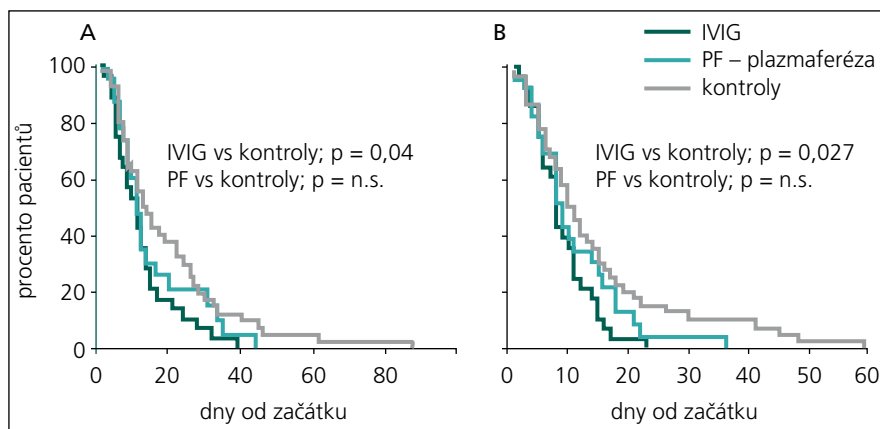 A
B
IVIG
PF – plazmaferéza
kontroly
100
80
60
40
20
0
procento pacientů
IVIG vs kontroly; p = 0,04
PF vs kontroly; p = n.s.
IVIG vs kontroly; p = 0,027
PF vs kontroly; p = n.s.
0 20 40 60 80
dny od začátku
0 10 20 30 40 50 60
dny od začátku